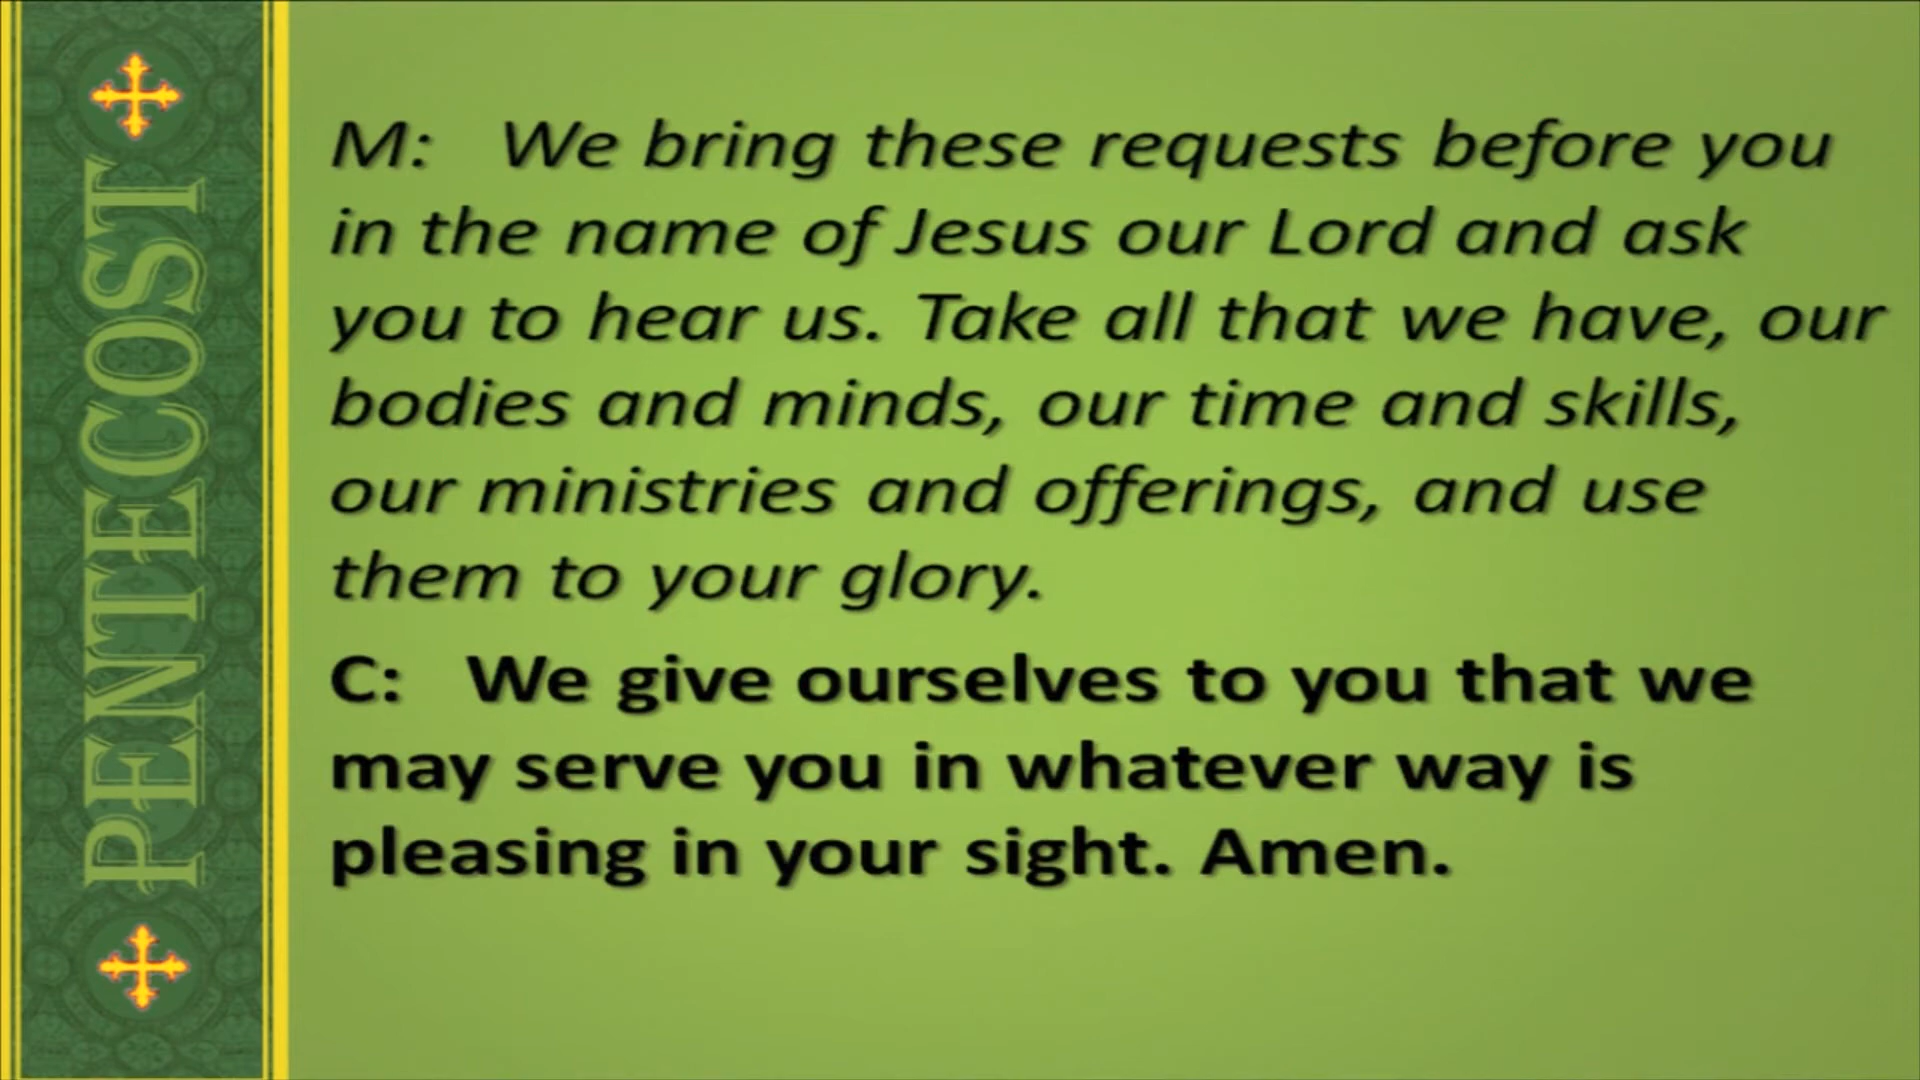 PENTECOST
M: We bring these requests before you
in the name of Jesus our Lord and ask
you to hear us. Take all that we have, our
bodies and minds, our time and skills,
our ministries and offerings, and use
them to your glory.
C: We give ourselves to you that we
may serve you in whatever way is
pleasing in your sight. Amen.